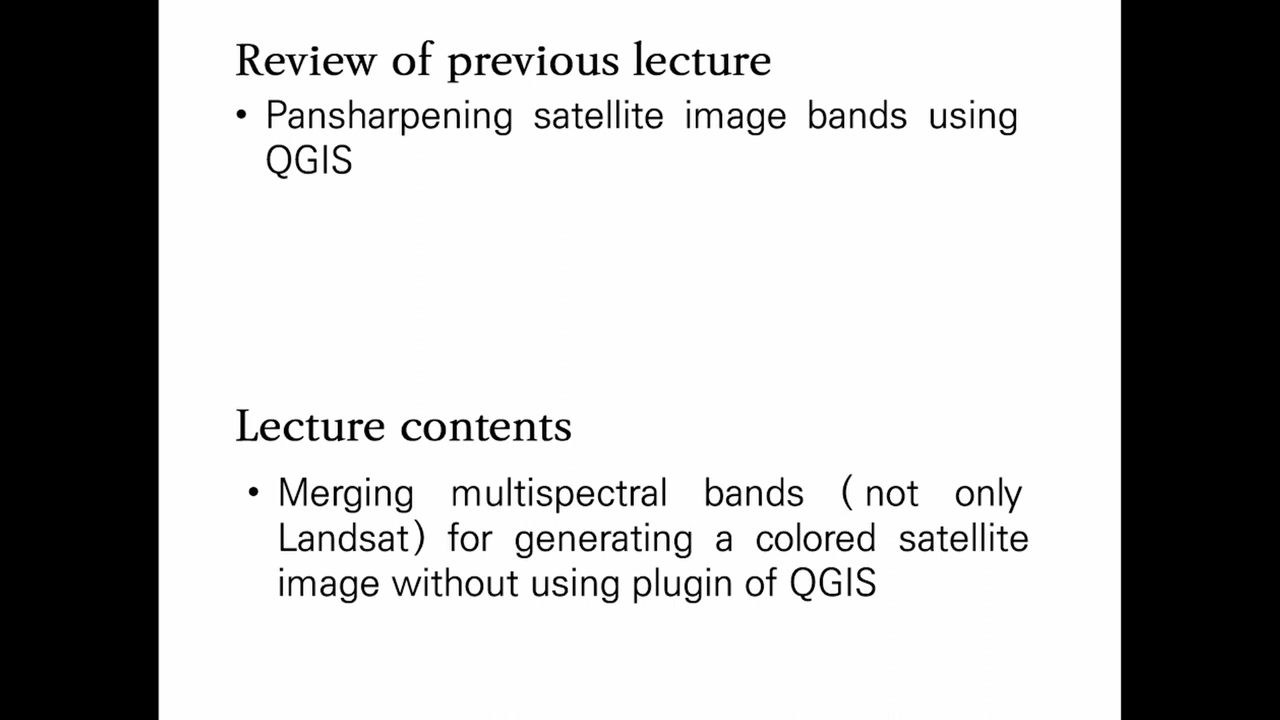 Review of previous lecture
• Pansharpening satellite image bands using
QGIS
Lecture contents
• Merging multispectral bands ( not only
Landsat) for generating a colored satellite
image without using plugin of QGIS